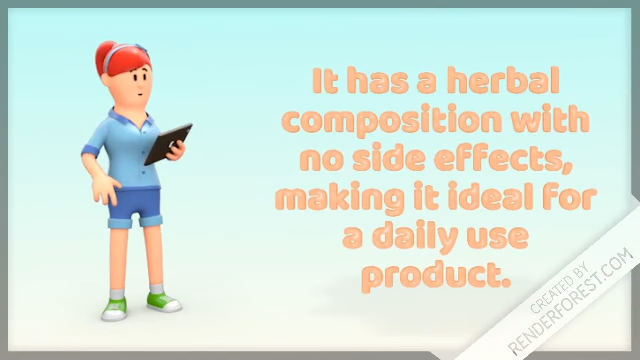 It has a herbal
composition with
no side effects,
making it ideal for
a daily use
product.
CREATED BY
RENDERFOREST.COM